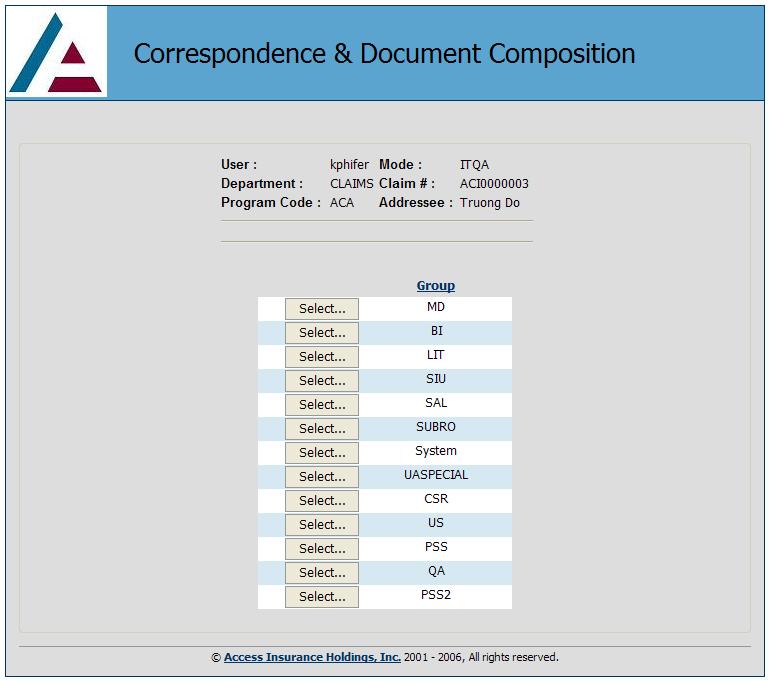 Correspondence & Document Composition
User : kphifer Mode : ITQA
Department : CLAIMS Claim # : ACI0000003
Program Code : ACA Addressee : Truong Do
Group
Select... MD
Select... BI
Select... LIT
Select... SIU
Select... SAL
Select... SUBRO
Select... System
Select... UASPECIAL
Select... CSR
Select... US
Select... PSS
Select... QA
Select... PSS2
© Access Insurance Holdings, Inc. 2001 - 2006, All rights reserved.